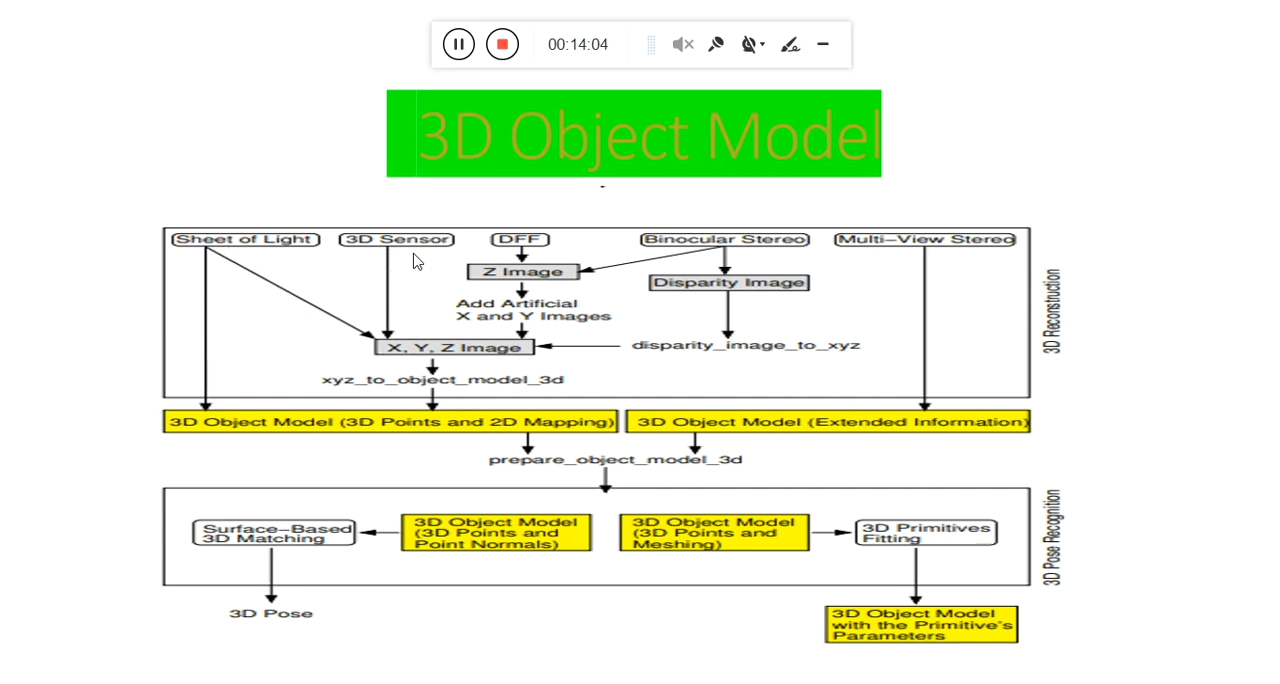 00:14:04
3D Object Model
Sheet of Light
3D Sensor
DFF
Binocular Stereo
Multi-View Stereo
Z Image
Disparity Image
Add Artificial
X and Y Images
X, Y, Z Image
disparity_image_to_xyz
xyz_to_object_model_3d
3D Reconstruction
3D Object Model (3D Points and 2D Mapping)
3D Object Model (Extended Information)
prepare_object_model_3d
Surface-Based
3D Matching
3D Object Model
(3D Points and
Point Normals)
3D Object Model
(3D Points and
Meshing)
3D Primitives
Fitting
3D Pose Recognition
3D Pose
3D Object Model
with the Primitive's
Parameters